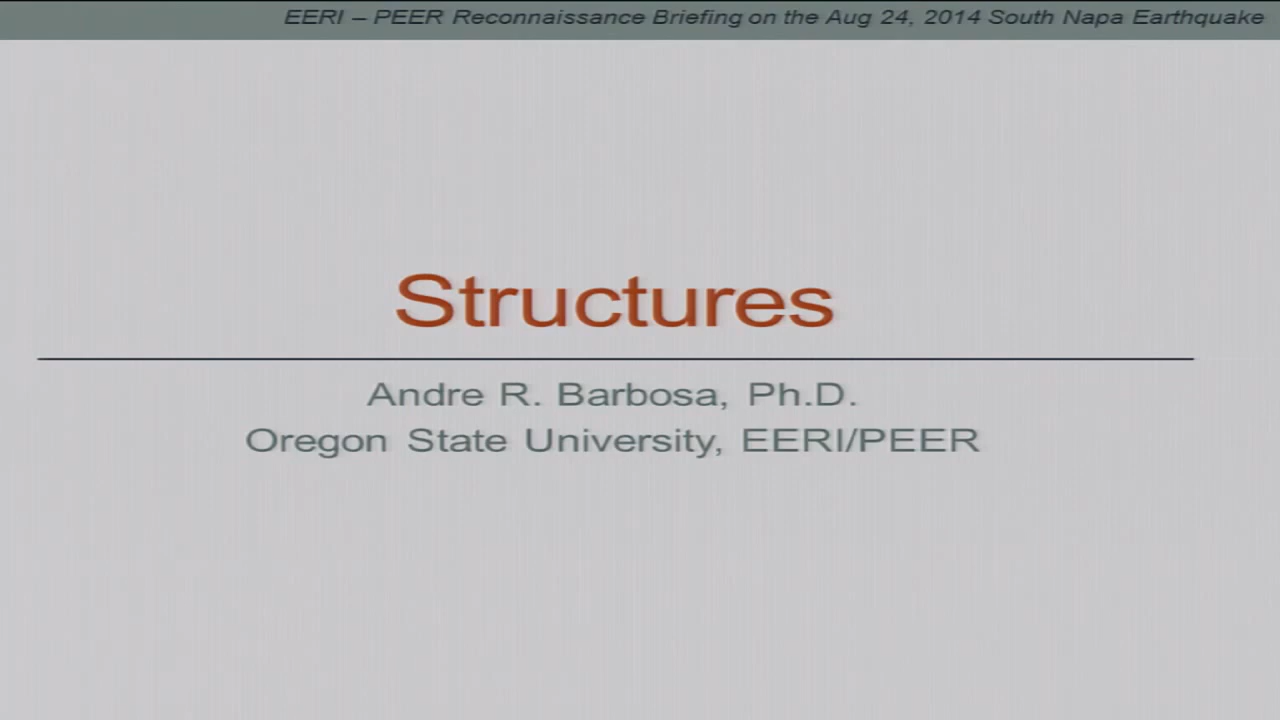 EERI – PEER Reconnaissance Briefing on the Aug 24, 2014 South Napa Earthquake
Structures
Andre R. Barbosa, Ph.D.
Oregon State University, EERI/PEER